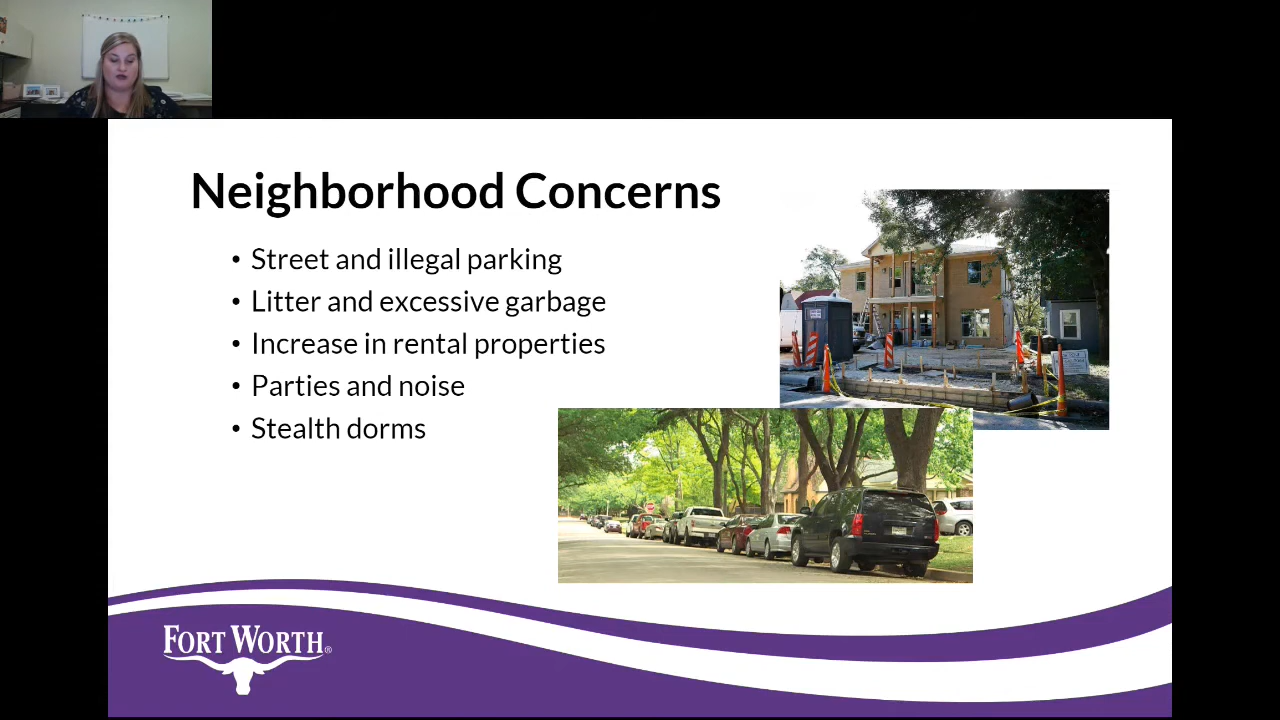 Neighborhood Concerns
• Street and illegal parking
• Litter and excessive garbage
• Increase in rental properties
• Parties and noise
• Stealth dorms
FORT WORTH®